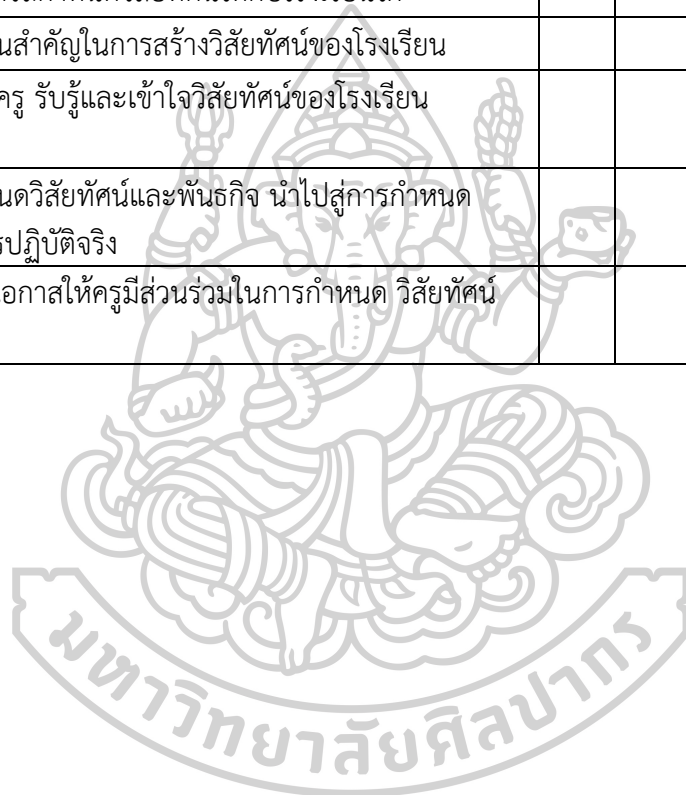 นสำคัญในการสร้างวิสัยทัศน์ของโรงเรียน
ครู รับรู้และเข้าใจวิสัยทัศน์ของโรงเรียน
นดวิสัยทัศน์และพันธกิจ นำไปสู่การกำหนด
รปฏิบัติจริง
อกาสให้ครูมีส่วนร่วมในการกำหนด วิสัยทัศน์
มหาวิทยาลัยศิลปากร